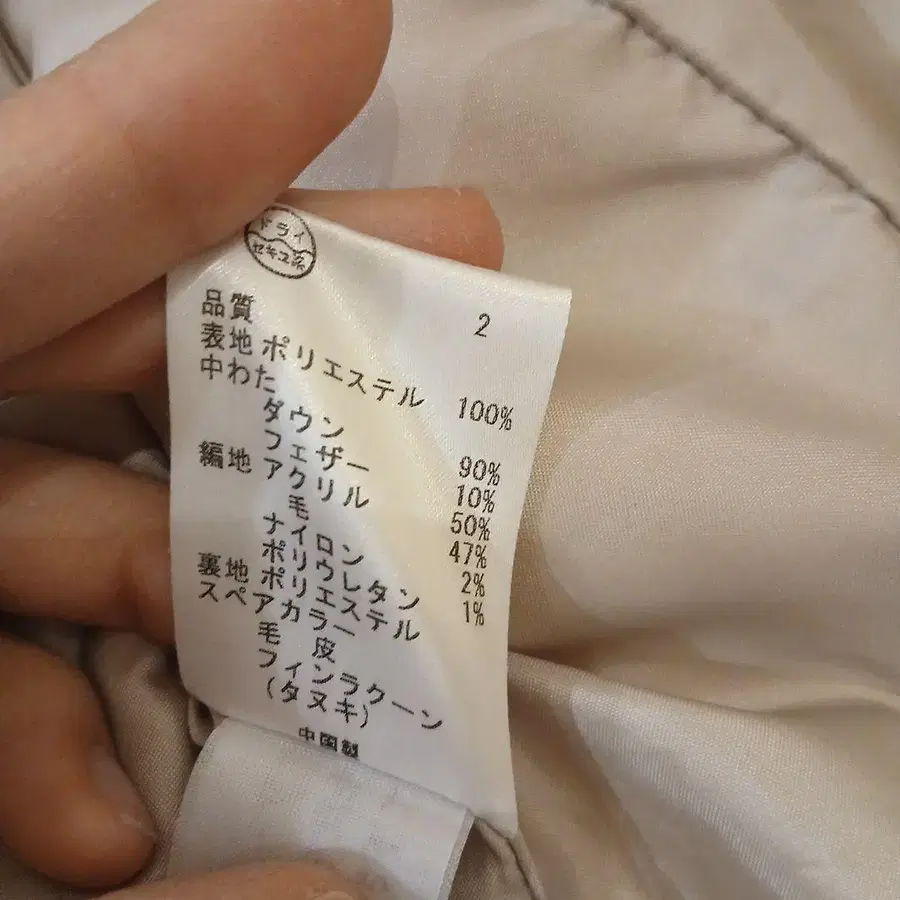 ドライ
セキユ系
品質 2
表地 ポリエステル 100%
中わた
ダウン 90%
フェザー 10%
編地 アクリル 50%
毛 47%
ナイロン 2%
ポリウレタン 1%
裏地 ポリエステル
スペアカラー
毛 皮
フィンラクーン
(タヌキ)
中国製